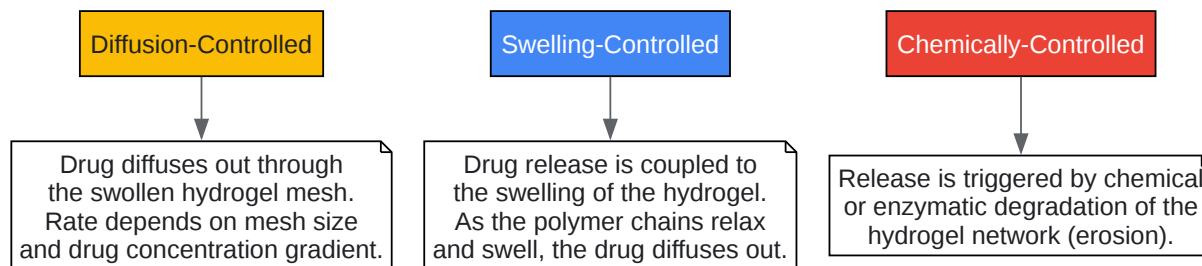 Diffusion-Controlled
Drug diffuses out through
the swollen hydrogel mesh.
Rate depends on mesh size
and drug concentration gradient.
Swelling-Controlled
Drug release is coupled to
the swelling of the hydrogel.
As the polymer chains relax
and swell, the drug diffuses out.
Chemically-Controlled
Release is triggered by chemical
or enzymatic degradation of the
hydrogel network (erosion).